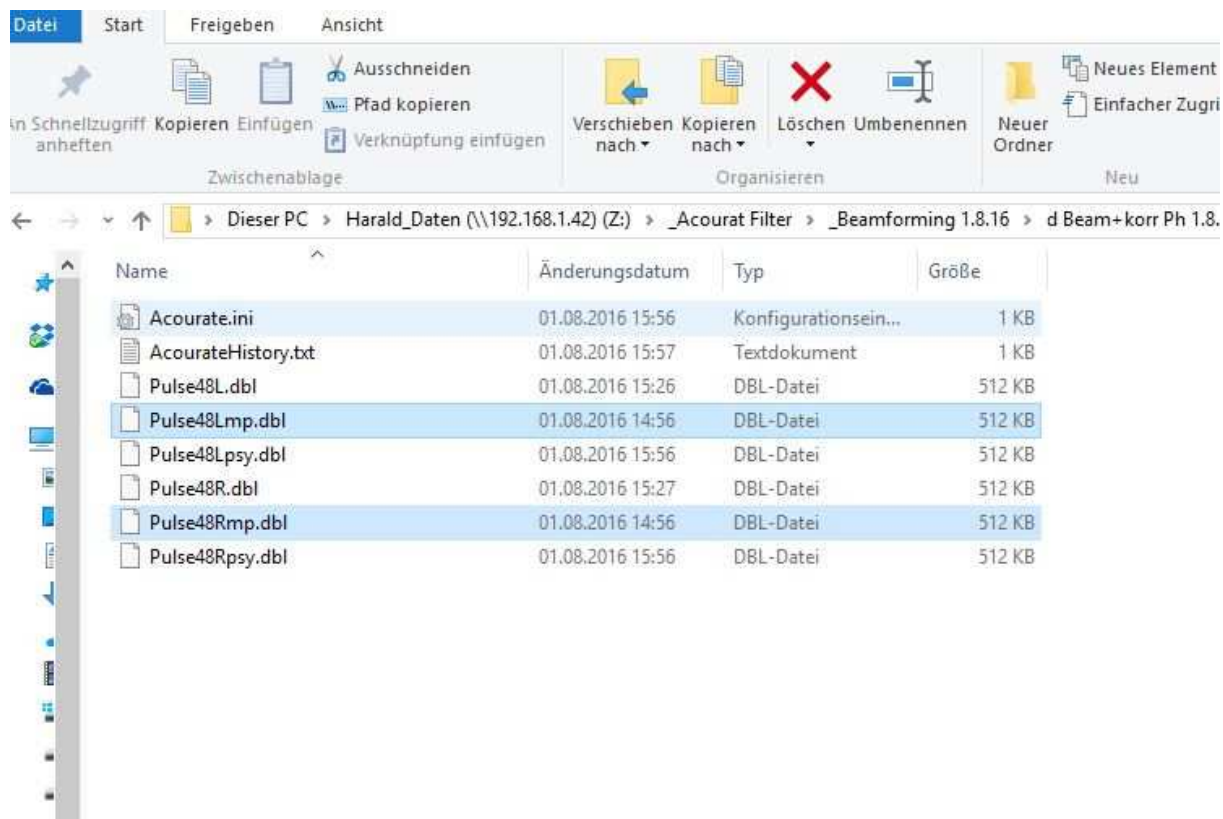 Datei Start Freigeben Ansicht
Ausschneiden
Pfad kopieren
Verknüpfung einfügen
An Schnellzugriff anheften
Kopieren
Einfügen
Zwischenablage
Verschieben nach
Kopieren nach
Löschen
Umbenennen
Organisieren
Neuer Ordner
Neues Element
Einfacher Zugri
Neu
Dieser PC > Harald_Daten (\\192.168.1.42) (Z:) > _Acourat Filter > _Beamforming 1.8.16 > d Beam+korr Ph 1.8.
Name Änderungsdatum Typ Größe
Acourate.ini 01.08.2016 15:56 Konfigurationsein... 1 KB
AcourateHistory.txt 01.08.2016 15:57 Textdokument 1 KB
Pulse48L.dbl 01.08.2016 15:26 DBL-Datei 512 KB
Pulse48Lmp.dbl 01.08.2016 14:56 DBL-Datei 512 KB
Pulse48Lpsy.dbl 01.08.2016 15:56 DBL-Datei 512 KB
Pulse48R.dbl 01.08.2016 15:27 DBL-Datei 512 KB
Pulse48Rmp.dbl 01.08.2016 14:56 DBL-Datei 512 KB
Pulse48Rpsy.dbl 01.08.2016 15:56 DBL-Datei 512 KB